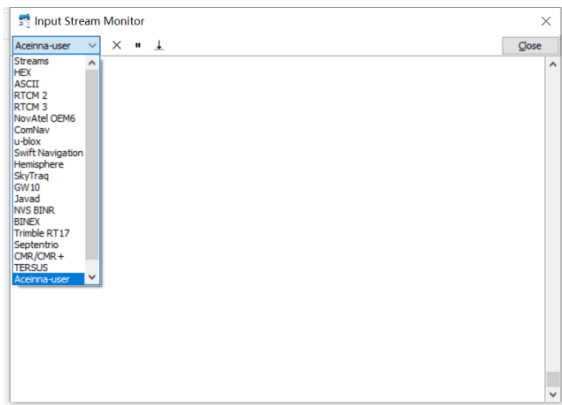 Input Stream Monitor
Aceinna-user
Close
Streams
HEX
ASCII
RTCM 2
RTCM 3
NovAtel OEM6
ComNav
u-blox
Swift Navigation
Hemisphere
SkyTraq
GW10
Javad
NVS BINR
BINEX
Trimble RT17
Septentrio
CMR/CMR+
TERSUS
Aceinna-user